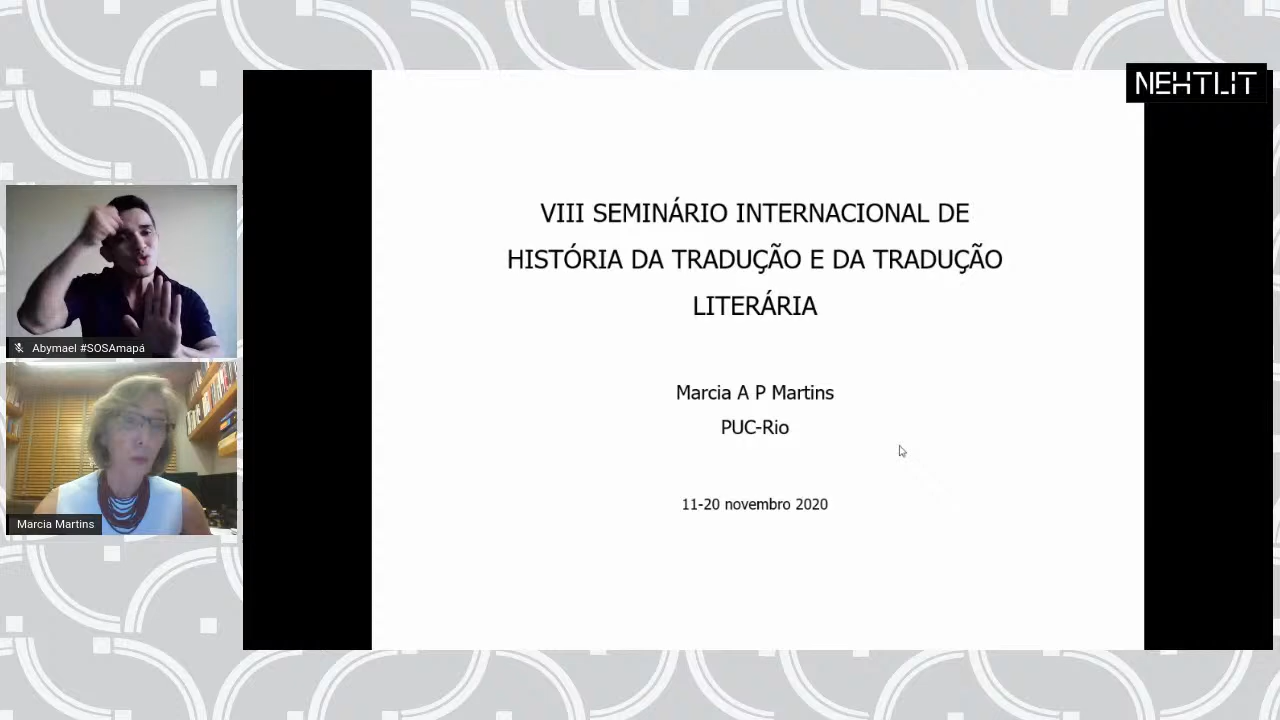 NEHTLIT
VIII SEMINÁRIO INTERNACIONAL DE
HISTÓRIA DA TRADUÇÃO E DA TRADUÇÃO
LITERÁRIA
Marcia A P Martins
PUC-Rio
11-20 novembro 2020
Abymael #SOSAmapá
Marcia Martins